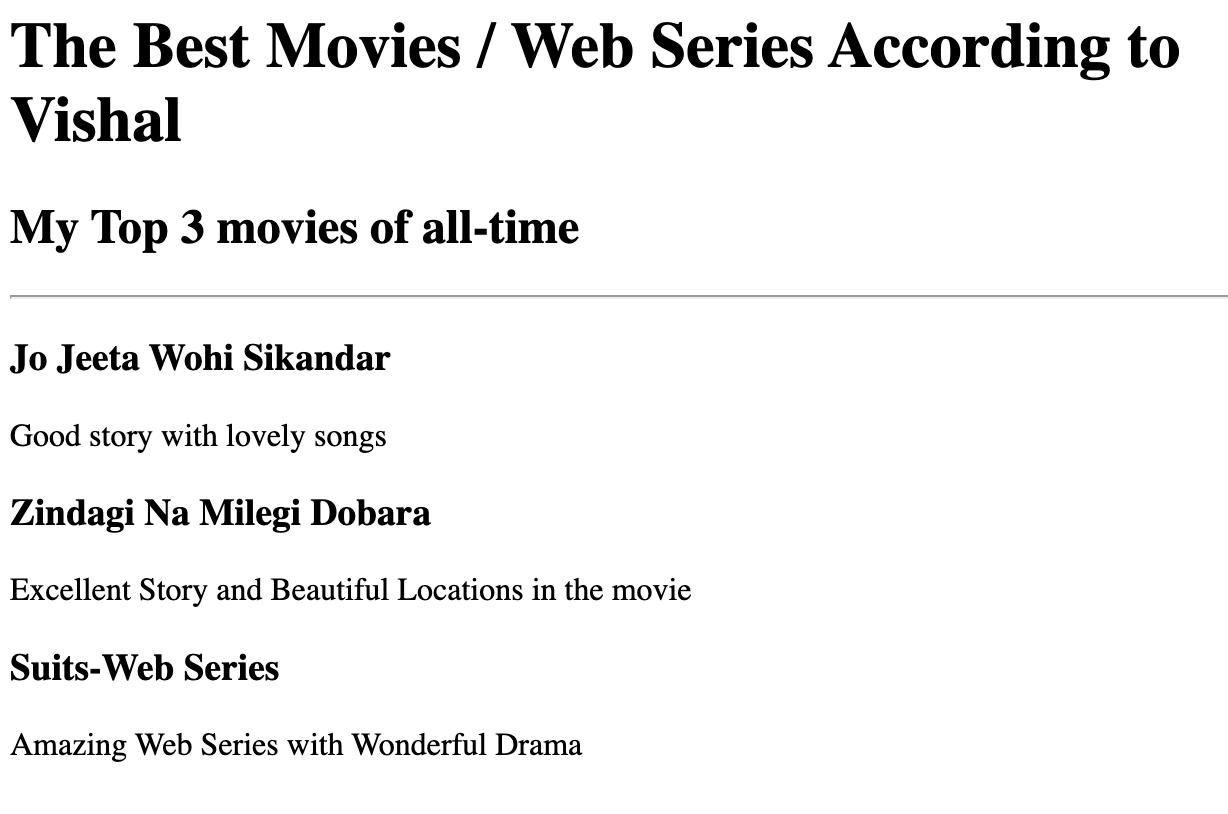 The Best Movies / Web Series According to
Vishal
My Top 3 movies of all-time
Jo Jeeta Wohi Sikandar
Good story with lovely songs
Zindagi Na Milegi Dobara
Excellent Story and Beautiful Locations in the movie
Suits-Web Series
Amazing Web Series with Wonderful Drama